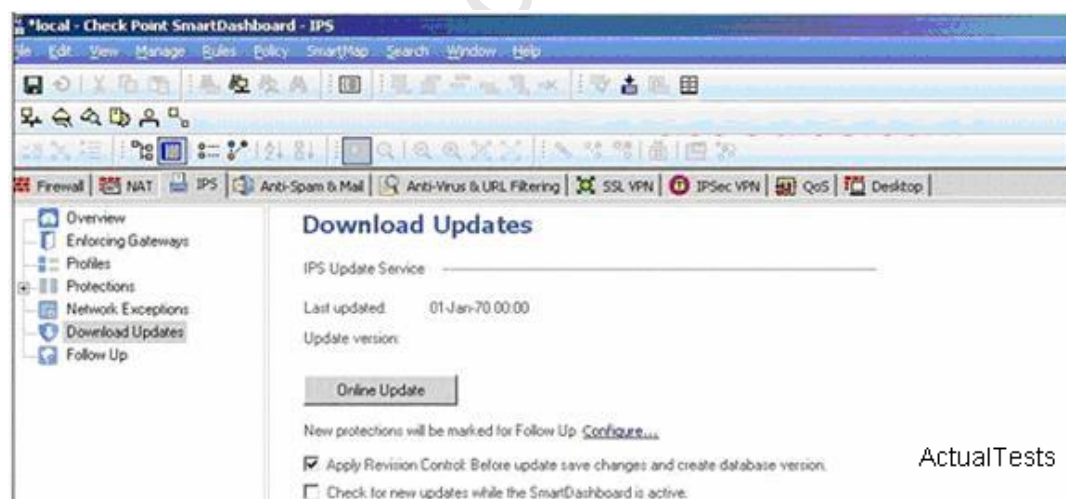 *local - Check Point SmartDashboard - IPS
File Edit View Manage Rules Policy SmartMap Search Window Help
Firewall NAT IPS Anti-Spam & Mail Anti-Virus & URL Filtering SSL VPN IPSec VPN QoS Desktop
Overview
Enforcing Gateways
Profiles
Protections
Network Exceptions
Download Updates
Follow Up
Download Updates
IPS Update Service
Last updated: 01-Jan-70 00:00
Update version:
Online Update
New protections will be marked for Follow Up. Configure...
Apply Revision Control: Before update save changes and create database version.
Check for new updates while the SmartDashboard is active.
ActualTests